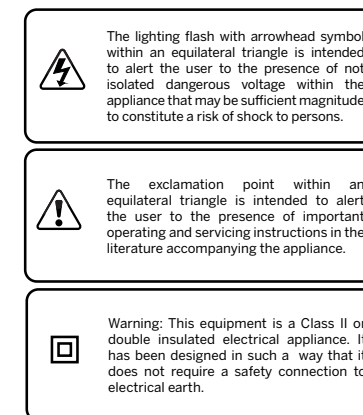 The lighting flash with arrowhead symbol
within an equilateral triangle is intended
to alert the user to the presence of not
isolated dangerous voltage within the
appliance that may be sufficient magnitude
to constitute a risk of shock to persons.
The exclamation point within an
equilateral triangle is intended to alert
the user to the presence of important
operating and servicing instructions in the
literature accompanying the appliance.
Warning: This equipment is a Class II or
double insulated electrical appliance. It
has been designed in such a way that it
does not require a safety connection to
electrical earth.